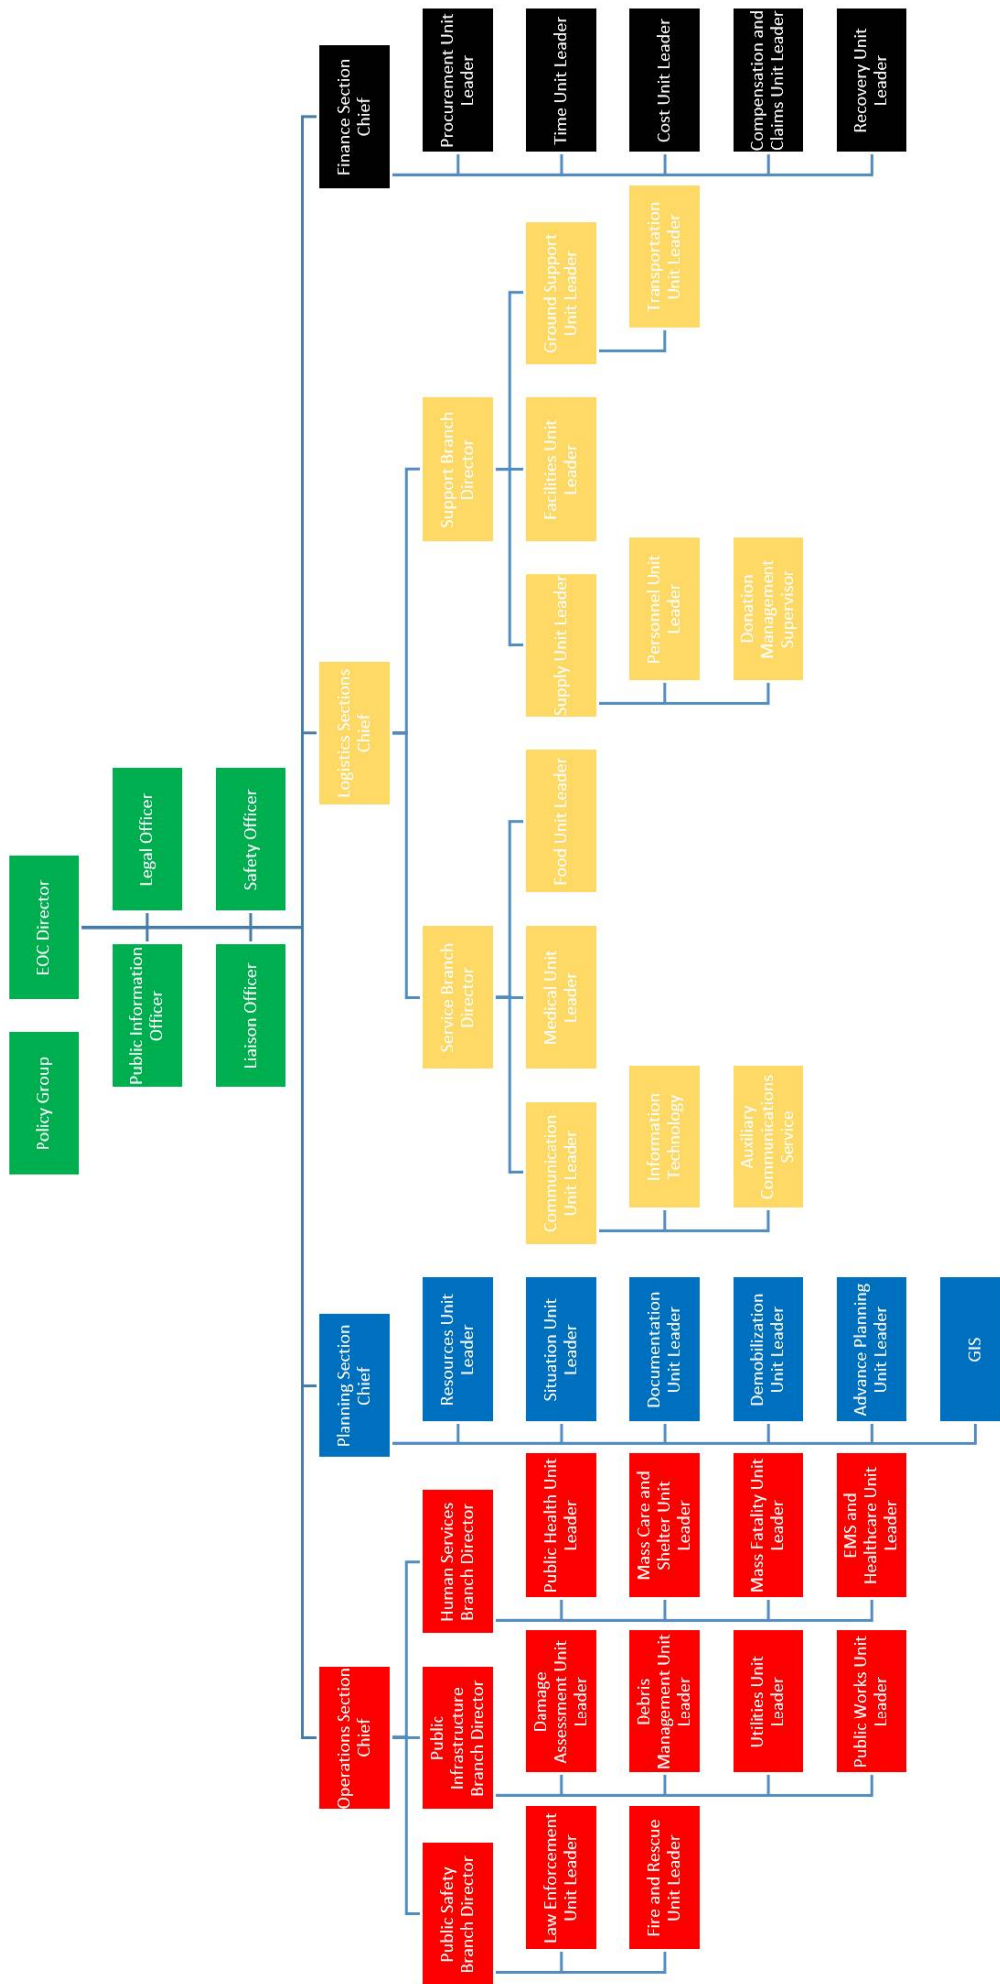 Policy Group
EOC Director
Public Information
Officer
Legal Officer
Liaison Officer
Safety Officer
Operations Section
Chief
Public Safety
Branch Director
Law Enforcement
Unit Leader
Fire and Rescue
Unit Leader
Public
Infrastructure
Branch Director
Damage
Assessment Unit
Leader
Debris
Management Unit
Leader
Utilities Unit
Leader
Public Works Unit
Leader
Human Services
Branch Director
Public Health Unit
Leader
Mass Care and
Shelter Unit
Leader
Mass Fatality Unit
Leader
EMS and
Healthcare Unit
Leader
Planning Section
Chief
Resources Unit
Leader
Situation Unit
Leader
Documentation
Unit Leader
Demobilization
Unit Leader
Advance Planning
Unit Leader
GIS
Logistics Sections
Chief
Service Branch
Director
Communication
Unit Leader
Information
Technology
Auxiliary
Communications
Service
Medical Unit
Leader
Food Unit Leader
Support Branch
Director
Supply Unit Leader
Personnel Unit
Leader
Donation
Management
Supervisor
Facilities Unit
Leader
Ground Support
Unit Leader
Transportation
Unit Leader
Finance Section
Chief
Procurement Unit
Leader
Time Unit Leader
Cost Unit Leader
Compensation and
Claims Unit Leader
Recovery Unit
Leader